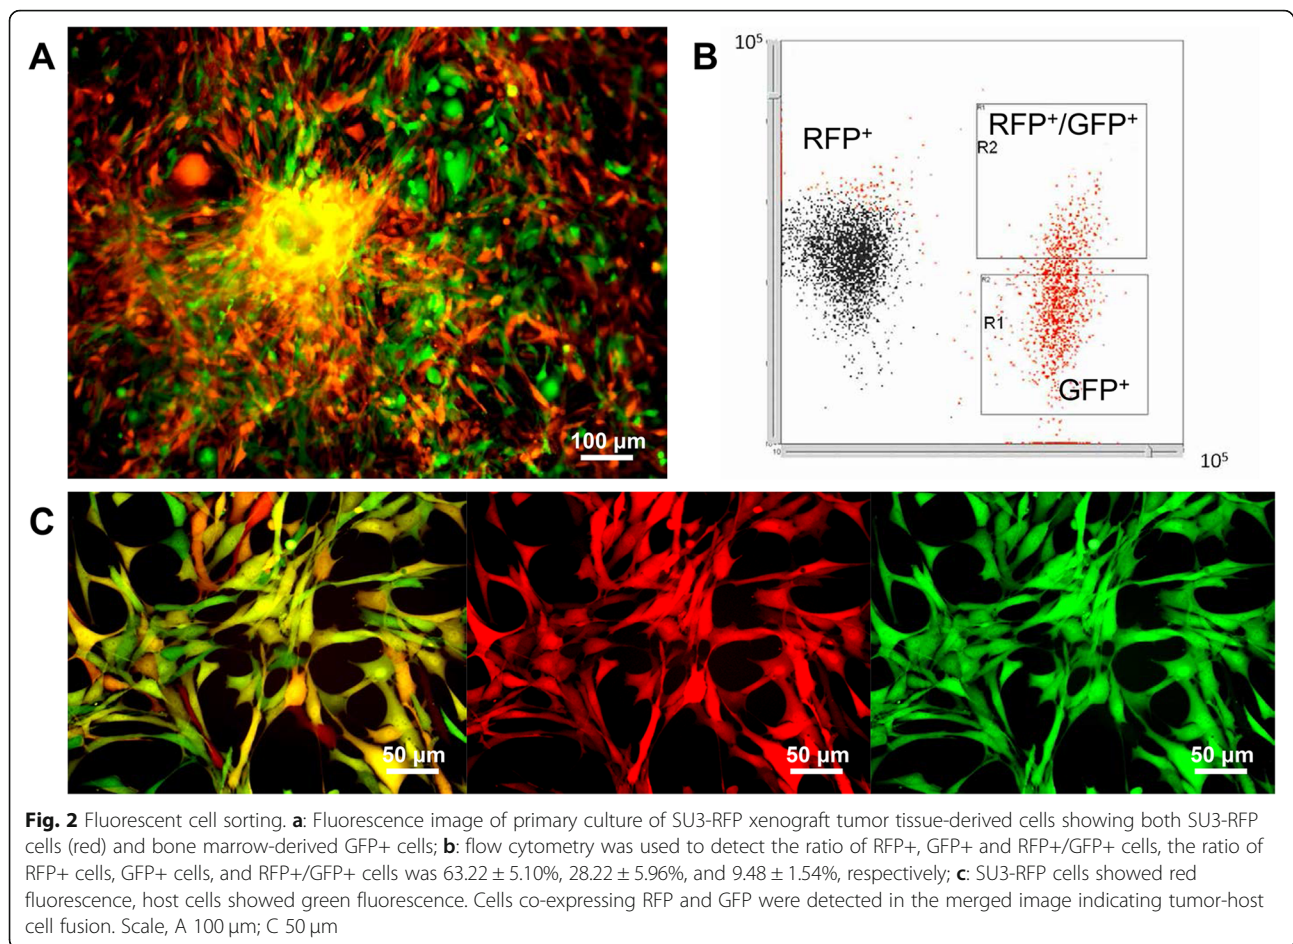 A
100 µm
B
10⁵
RFP⁺
R1
RFP⁺/GFP⁺
R2
R2
R1
GFP⁺
10
10⁵
C
50 µm
50 µm
50 µm
Fig. 2 Fluorescent cell sorting. a: Fluorescence image of primary culture of SU3-RFP xenograft tumor tissue-derived cells showing both SU3-RFP
cells (red) and bone marrow-derived GFP+ cells; b: flow cytometry was used to detect the ratio of RFP+, GFP+ and RFP+/GFP+ cells, the ratio of
RFP+ cells, GFP+ cells, and RFP+/GFP+ cells was 63.22 ± 5.10%, 28.22 ± 5.96%, and 9.48 ± 1.54%, respectively; c: SU3-RFP cells showed red
fluorescence, host cells showed green fluorescence. Cells co-expressing RFP and GFP were detected in the merged image indicating tumor-host
cell fusion. Scale, A 100 µm; C 50 µm